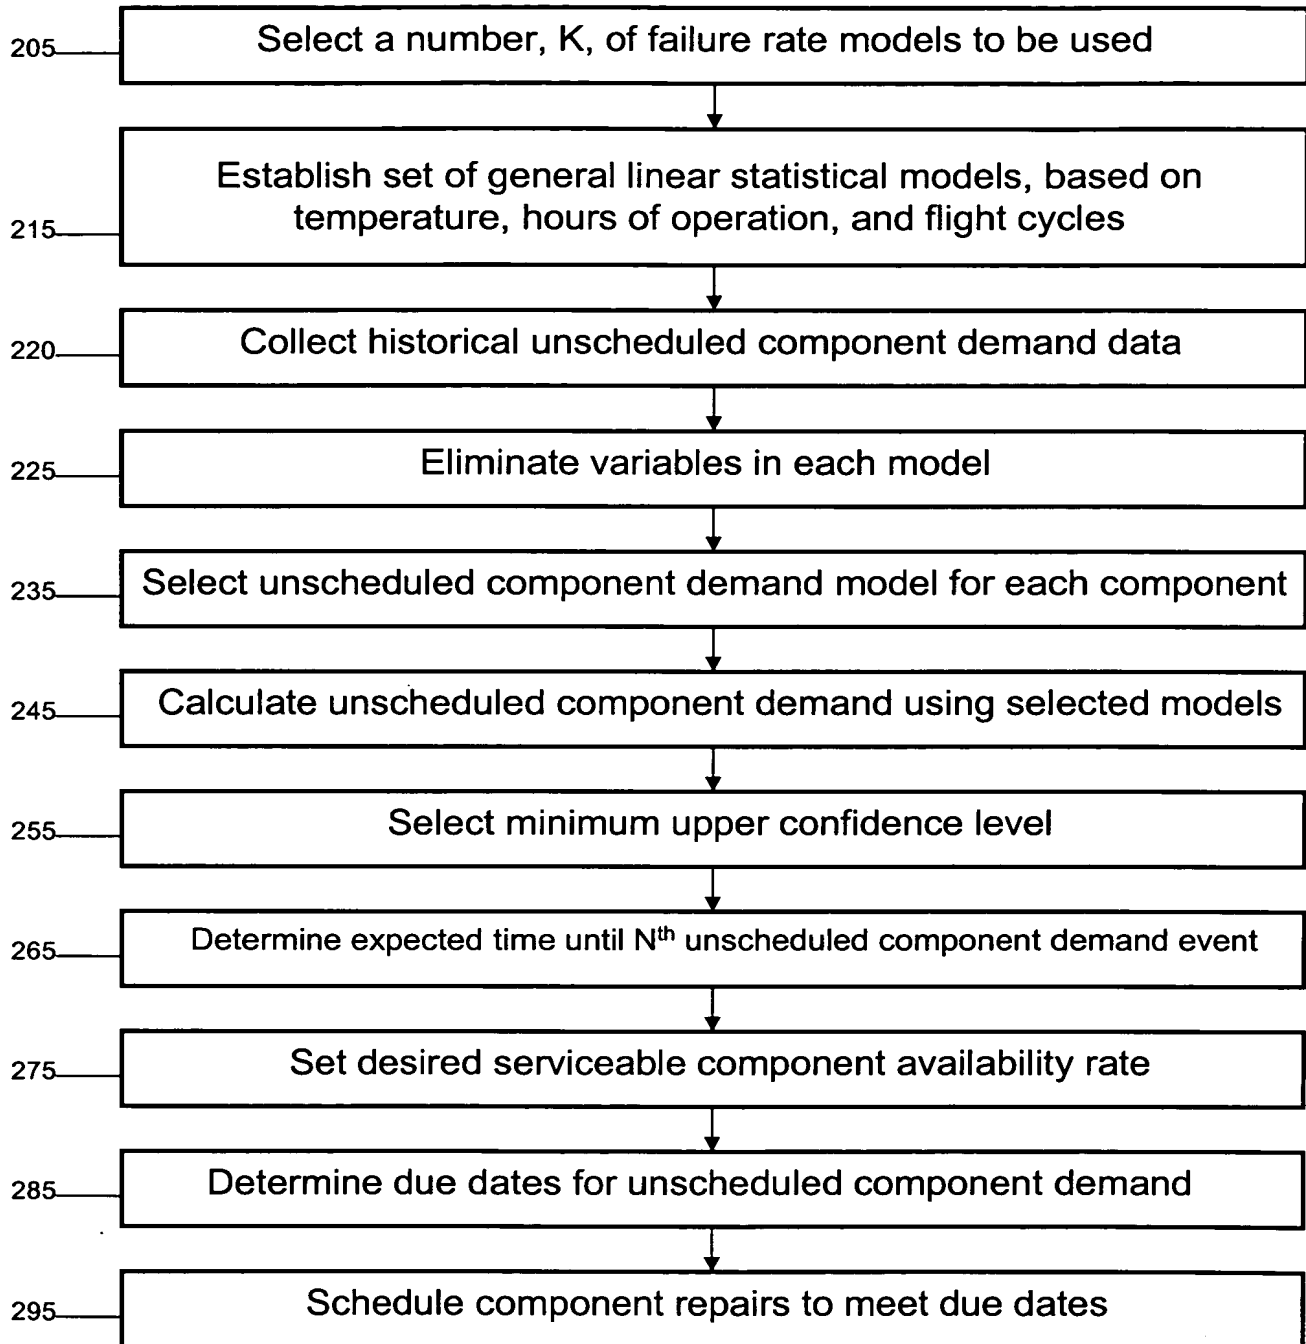 205 Select a number, K, of failure rate models to be used
Establish set of general linear statistical models, based on
215 temperature, hours of operation, and flight cycles
220 Collect historical unscheduled component demand data
225 Eliminate variables in each model
235 Select unscheduled component demand model for each component
245 Calculate unscheduled component demand using selected models
255 Select minimum upper confidence level
265 Determine expected time until Nth unscheduled component demand event
275 Set desired serviceable component availability rate
285 Determine due dates for unscheduled component demand
295 Schedule component repairs to meet due dates